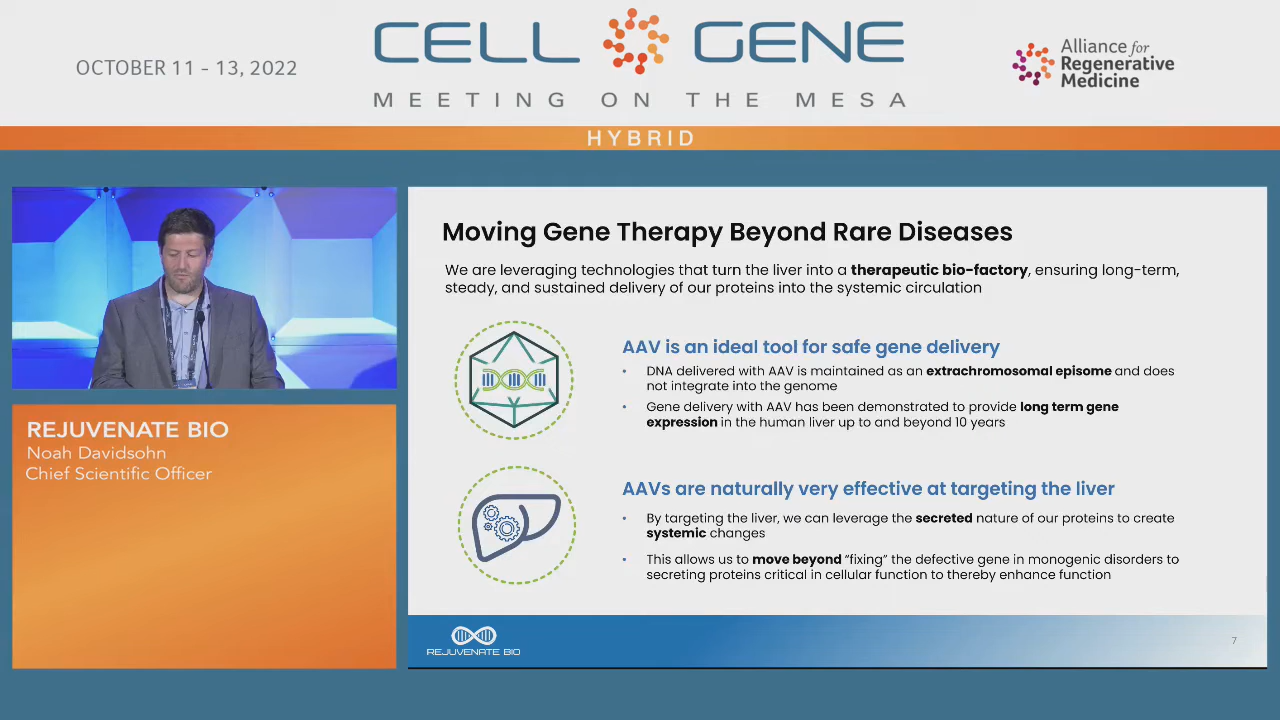 OCTOBER 11 - 13, 2022
CELL GENE
MEETING ON THE MESA
Alliance for
Regenerative
Medicine
HYBRID
REJUVENATE BIO
Noah Davidsohn
Chief Scientific Officer
Moving Gene Therapy Beyond Rare Diseases
We are leveraging technologies that turn the liver into a therapeutic bio-factory, ensuring long-term,
steady, and sustained delivery of our proteins into the systemic circulation
AAV is an ideal tool for safe gene delivery
• DNA delivered with AAV is maintained as an extrachromosomal episome and does
not integrate into the genome
• Gene delivery with AAV has been demonstrated to provide long term gene
expression in the human liver up to and beyond 10 years
AAVs are naturally very effective at targeting the liver
• By targeting the liver, we can leverage the secreted nature of our proteins to create
systemic changes
• This allows us to move beyond “fixing” the defective gene in monogenic disorders to
secreting proteins critical in cellular function to thereby enhance function
REJUVENATE BIO
7